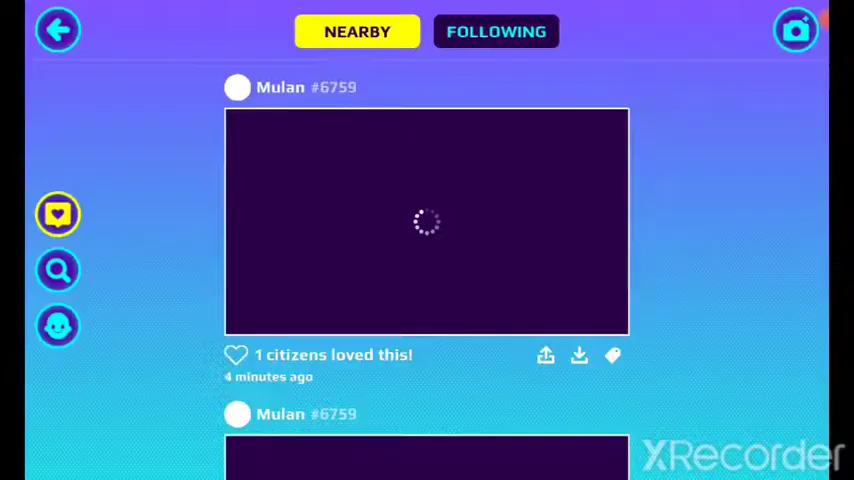 NEARBY
FOLLOWING
Mulan #6759
1 citizens loved this!
4 minutes ago
Mulan #6759
XRecorder